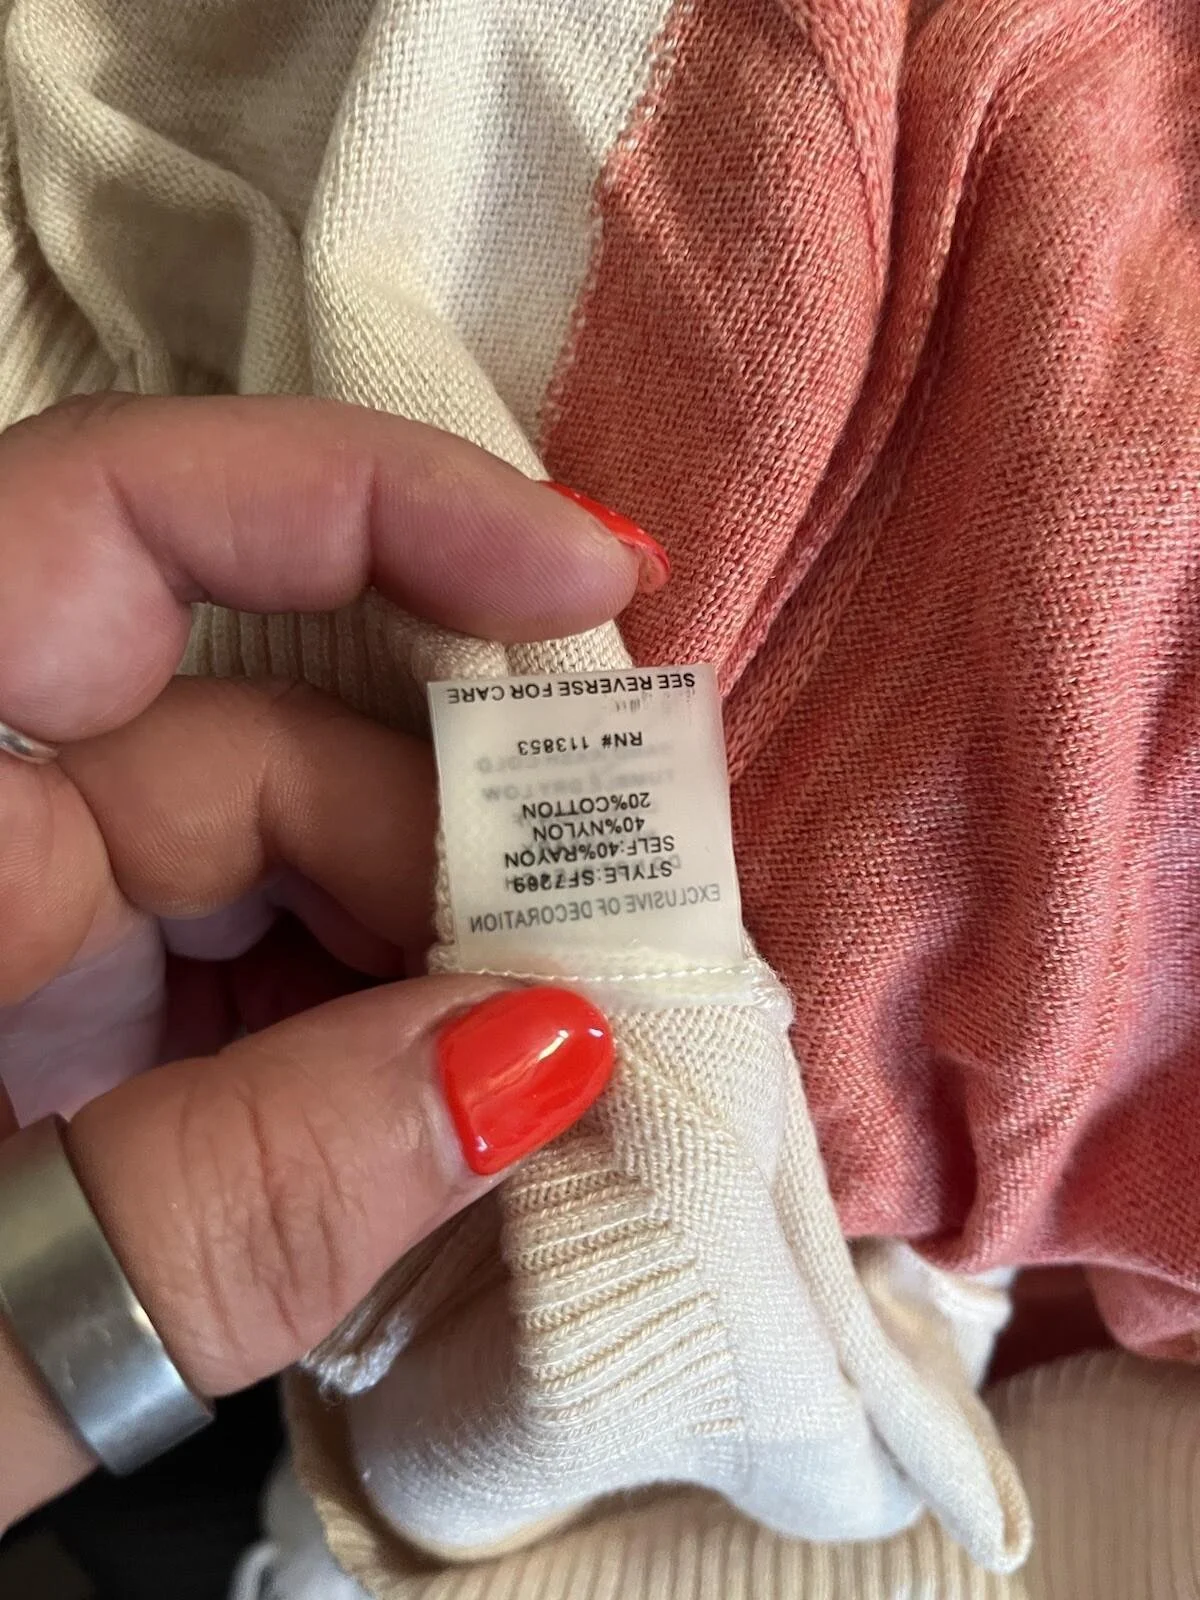 EXCLUSIVE OF DECORATION
STYLE:SF7269
SELF:40%RAYON
40%NYLON
20%COTTON
RN# 113853
SEE REVERSE FOR CARE